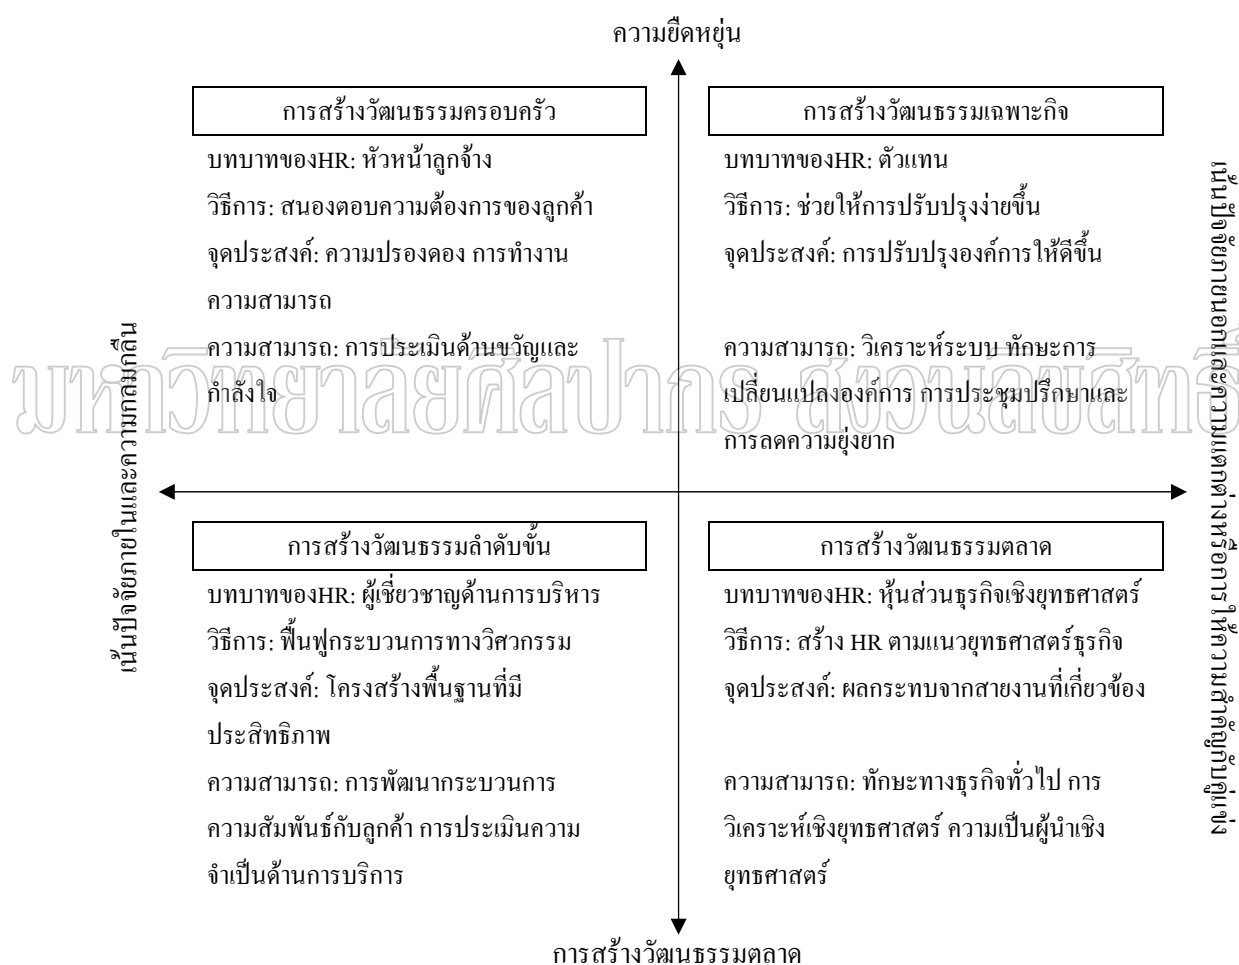 ความยืดหยุ่น
การสร้างวัฒนธรรมครอบครัว
บทบาทของHR: หัวหน้าลูกจ้าง
วิธีการ: สนองตอบความต้องการของลูกค้า
จุดประสงค์: ความปรองดอง การทำงาน
ความสามารถ
ความสามารถ: การประเมินด้านขวัญและ
กำลังใจ
การสร้างวัฒนธรรมเฉพาะกิจ
บทบาทของHR: ตัวแทน
วิธีการ: ช่วยให้การปรับปรุงง่ายขึ้น
จุดประสงค์: การปรับปรุงองค์การให้ดีขึ้น
ความสามารถ: วิเคราะห์ระบบ ทักษะการ
เปลี่ยนแปลงองค์การ การประชุมปรึกษาและ
การลดความยุ่งยาก
เน้นปัจจัยภายในและความกลมกลืน
เน้นปัจจัยภายนอกและความแตกต่างหรือการให้ความสำคัญกับคู่แข่ง
มหาวิทยาลัยศิลปากร สงวนลิขสิทธิ์
การสร้างวัฒนธรรมลำดับขั้น
บทบาทของHR: ผู้เชี่ยวชาญด้านการบริหาร
วิธีการ: ฟื้นฟูกระบวนการทางวิศวกรรม
จุดประสงค์: โครงสร้างพื้นฐานที่มี
ประสิทธิภาพ
ความสามารถ: การพัฒนากระบวนการ
ความสัมพันธ์กับลูกค้า การประเมินความ
จำเป็นด้านการบริการ
การสร้างวัฒนธรรมตลาด
บทบาทของHR: หุ้นส่วนธุรกิจเชิงยุทธศาสตร์
วิธีการ: สร้าง HR ตามแนวยุทธศาสตร์ธุรกิจ
จุดประสงค์: ผลกระทบจากสายงานที่เกี่ยวข้อง
ความสามารถ: ทักษะทางธุรกิจทั่วไป การ
วิเคราะห์เชิงยุทธศาสตร์ ความเป็นผู้นำเชิง
ยุทธศาสตร์
การสร้างวัฒนธรรมตลาด